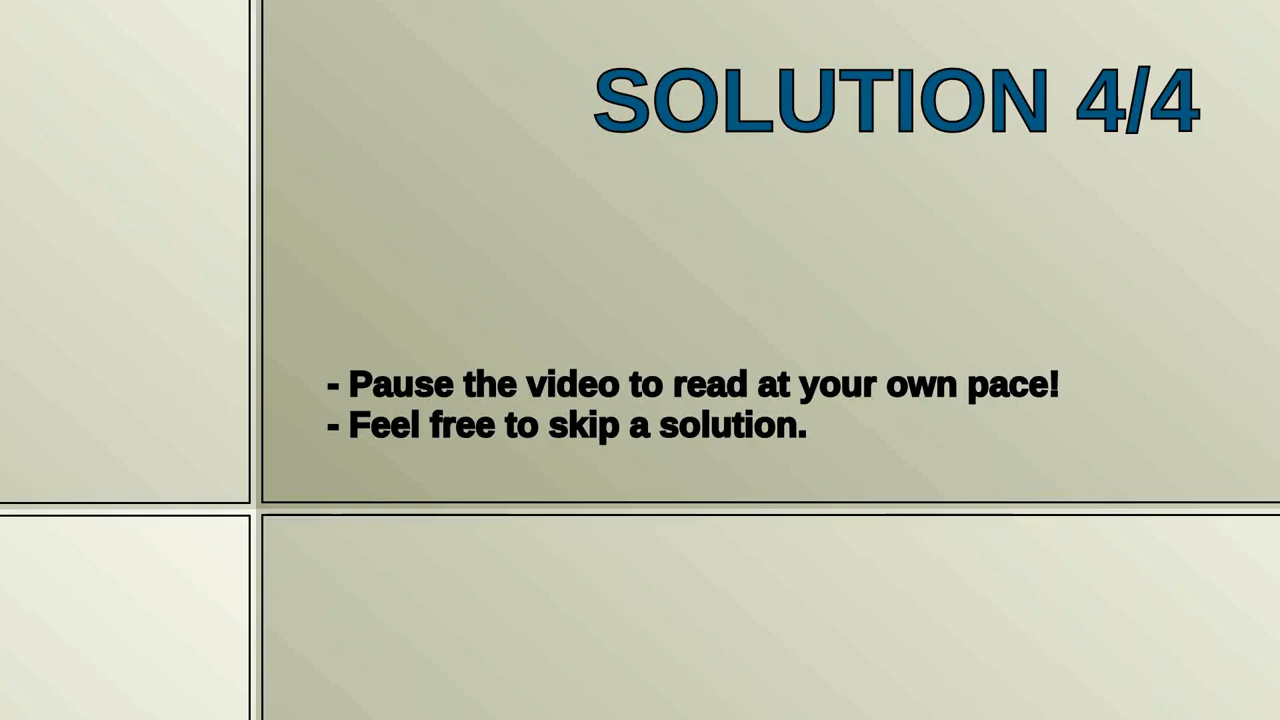 SOLUTION 4/4
- Pause the video to read at your own pace!
- Feel free to skip a solution.